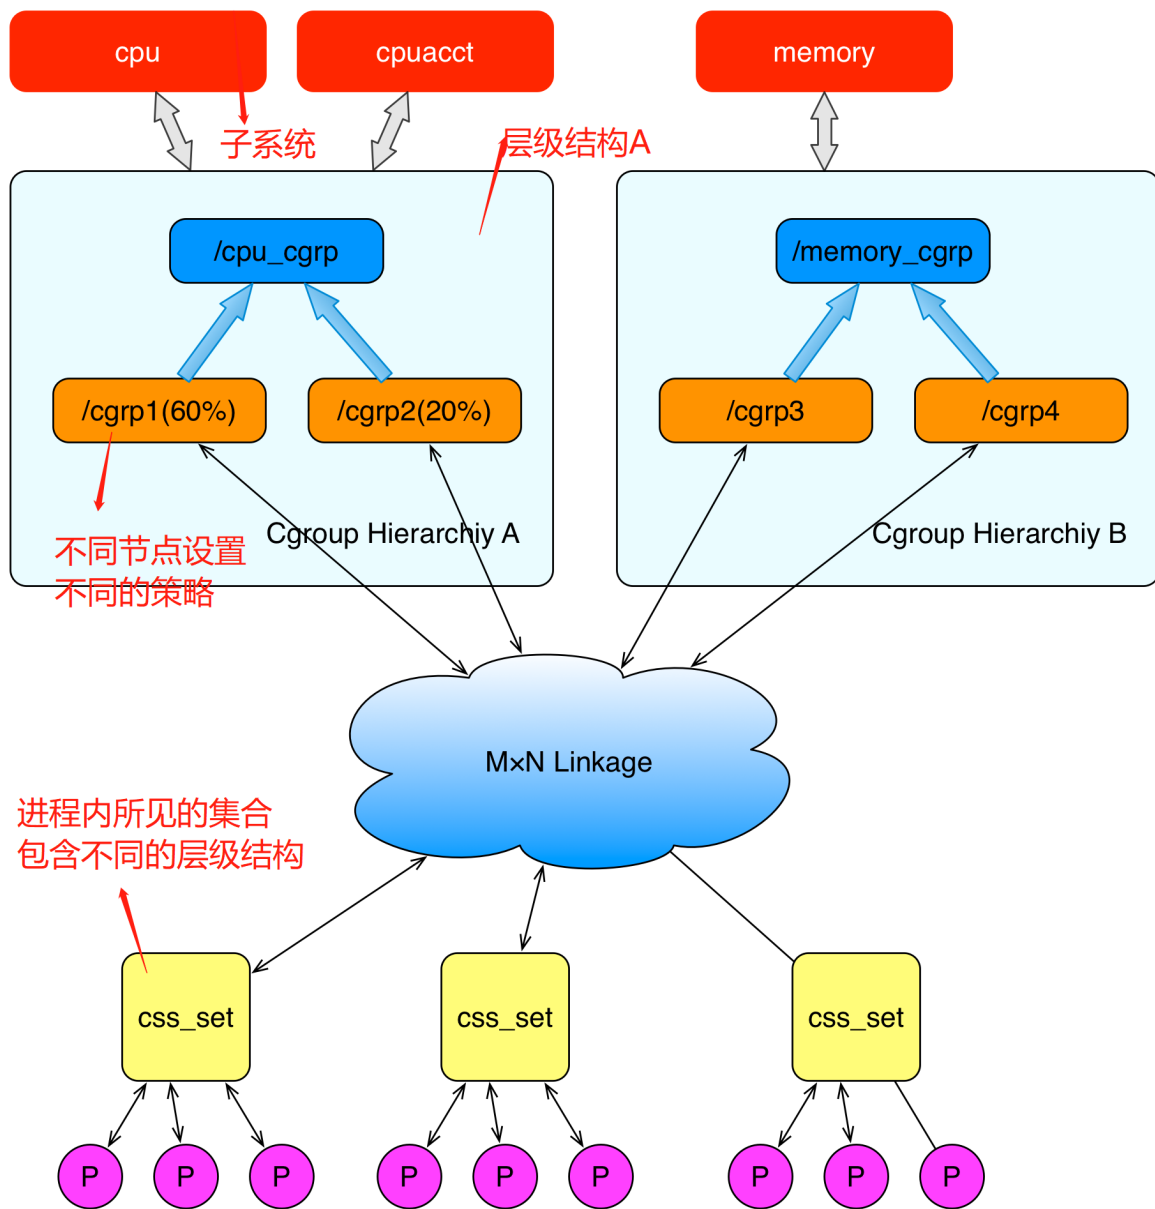 cpu
cpuacct
memory
子系统
层级结构A
/cpu_cgrp
/memory_cgrp
/cgrp1(60%)
/cgrp2(20%)
/cgrp3
/cgrp4
Cgroup Hierarchiy A
Cgroup Hierarchiy B
不同节点设置
不同的策略
M×N Linkage
进程内所见的集合
包含不同的层级结构
css_set
css_set
css_set
P
P
P
P
P
P
P
P
P